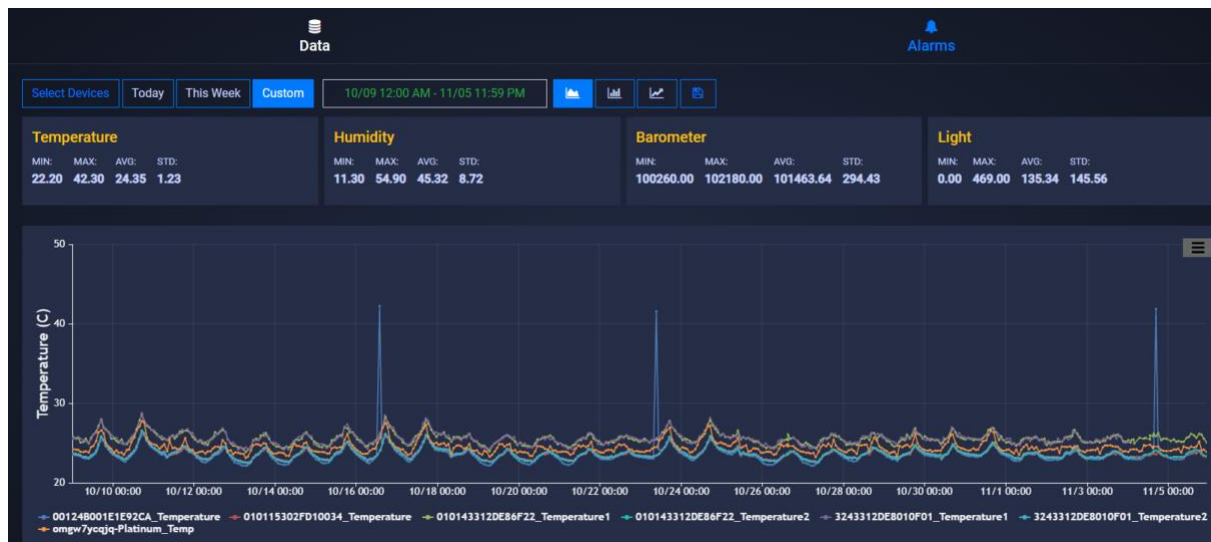 Data
Alarms
Select Devices Today This Week Custom 10/09 12:00 AM - 11/05 11:59 PM
Temperature Humidity Barometer Light
MIN: MAX: AVG: STD: MIN: MAX: AVG: STD: MIN: MAX: AVG: STD: MIN: MAX: AVG: STD:
22.20 42.30 24.35 1.23 11.30 54.90 45.32 8.72 100260.00 102180.00 101463.64 294.43 0.00 469.00 135.34 145.56
Temperature (C)
50
40
30
20
10/10 00:00 10/12 00:00 10/14 00:00 10/16 00:00 10/18 00:00 10/20 00:00 10/22 00:00 10/24 00:00 10/26 00:00 10/28 00:00 10/30 00:00 11/1 00:00 11/3 00:00 11/5 00:00
00124B001E1E92CA_Temperature 010115302FD10034_Temperature 010143312DE86F22_Temperature1 010143312DE86F22_Temperature2 3243312DE8010F01_Temperature1 3243312DE8010F01_Temperature2
omgw7ycqjq-Platinum_Temp